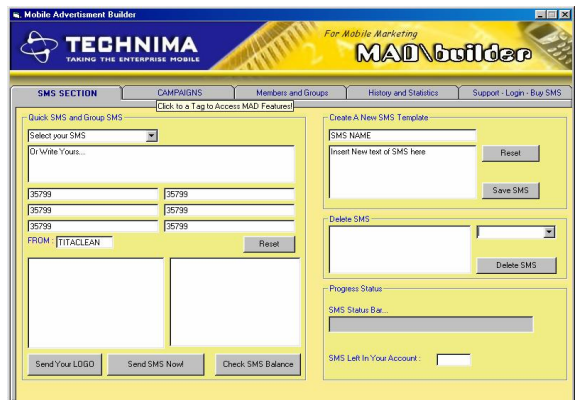 Mobile Advertisment Builder
TECHNIMA
TAKING THE ENTERPRISE MOBILE
For Mobile Marketing
MAD\builder
SMS SECTION
CAMPAIGNS
Members and Groups
History and Statistics
Support - Login - Buy SMS
Click to a Tag to Access MAD Features!
Quick SMS and Group SMS
Select your SMS
Or Write Yours...
35799
35799
35799
35799
35799
35799
FROM : TITACLEAN
Reset
Send Your LOGO
Send SMS Now!
Check SMS Balance
Create A New SMS Template
SMS NAME
Insert New text of SMS here
Reset
Save SMS
Delete SMS
Delete SMS
Progress Status
SMS Status Bar...
SMS Left In Your Account :